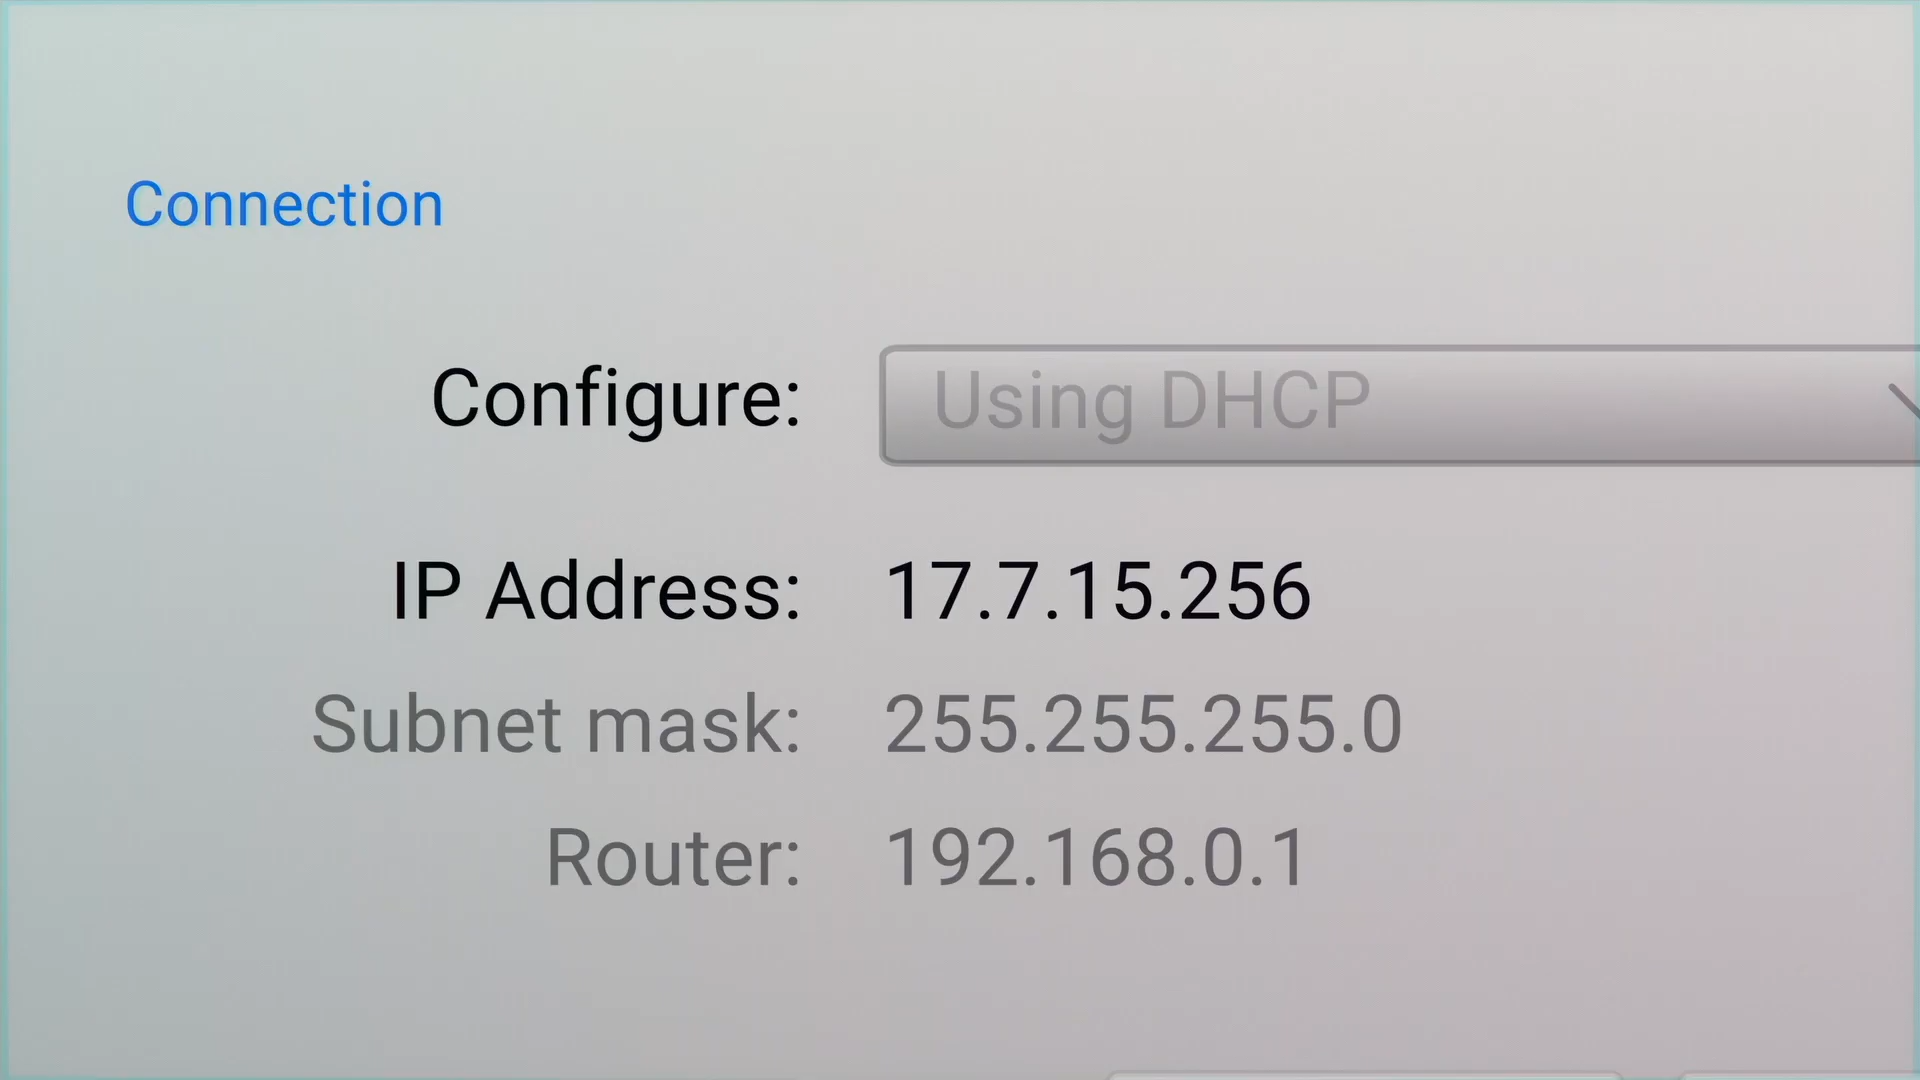 Connection
Configure: Using DHCP
IP Address: 17.7.15.256
Subnet mask: 255.255.255.0
Router: 192.168.0.1